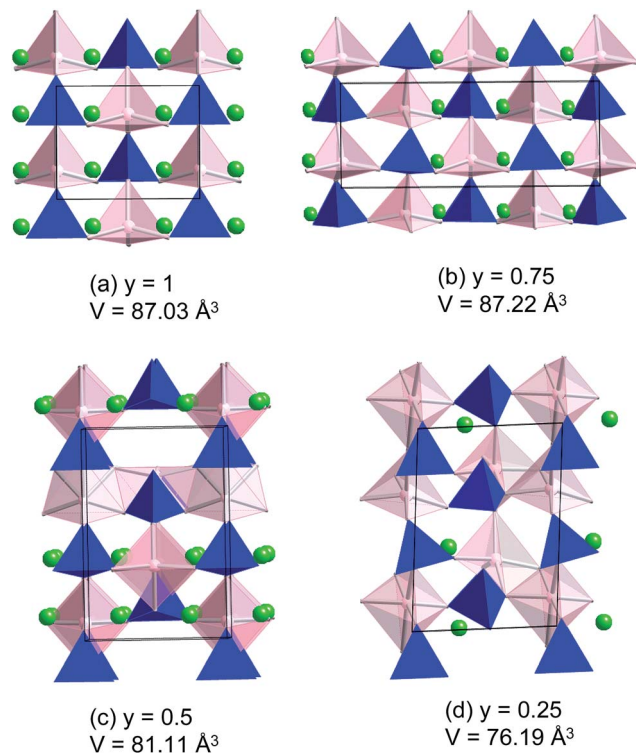 (a) y = 1
V = 87.03 Å³
(b) y = 0.75
V = 87.22 Å³
(c) y = 0.5
V = 81.11 Å³
(d) y = 0.25
V = 76.19 Å³